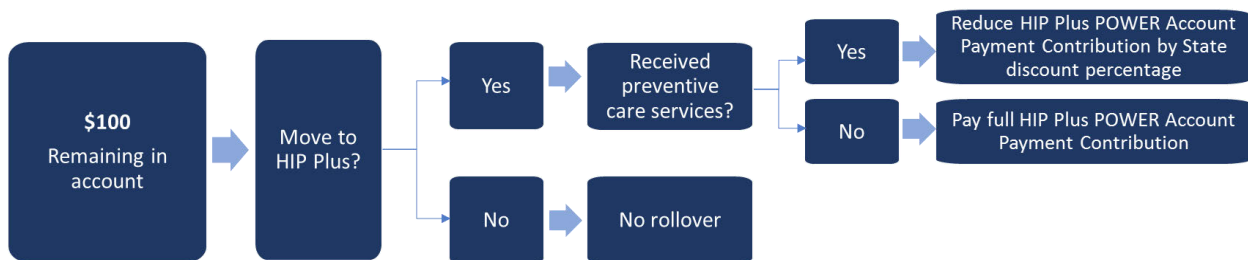 $100
Remaining in
account
Move to
HIP Plus?
Yes
Received
preventive
care services?
Yes
Reduce HIP Plus POWER Account
Payment Contribution by State
discount percentage
No
Pay full HIP Plus POWER Account
Payment Contribution
No
No rollover